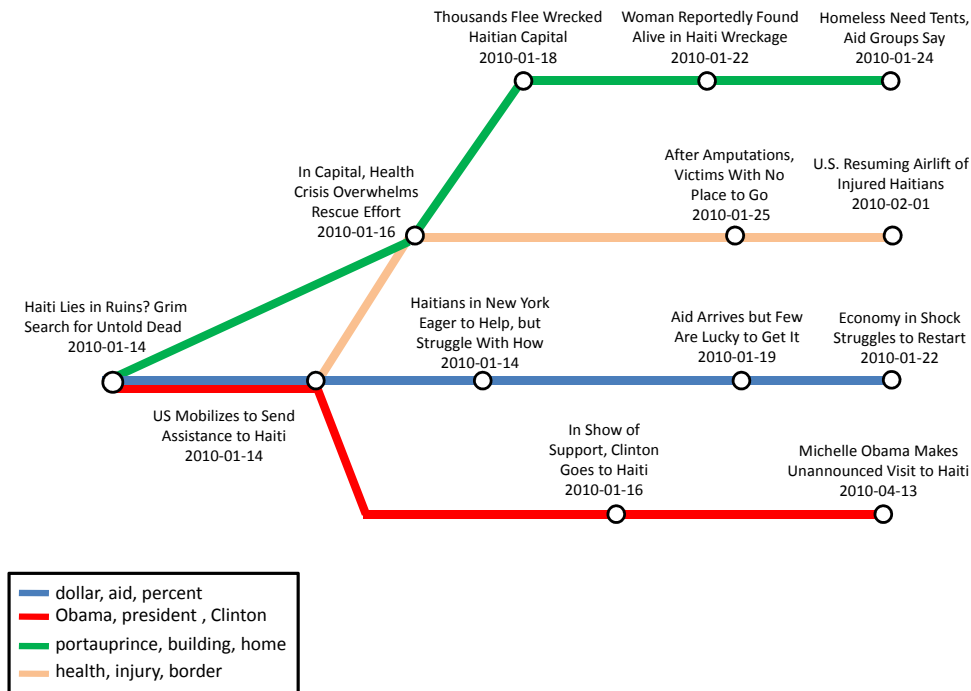 Thousands Flee Wrecked
Haitian Capital
2010-01-18
Woman Reportedly Found
Alive in Haiti Wreckage
2010-01-22
Homeless Need Tents,
Aid Groups Say
2010-01-24
In Capital, Health
Crisis Overwhelms
Rescue Effort
2010-01-16
After Amputations,
Victims With No
Place to Go
2010-01-25
U.S. Resuming Airlift of
Injured Haitians
2010-02-01
Haiti Lies in Ruins? Grim
Search for Untold Dead
2010-01-14
Haitians in New York
Eager to Help, but
Struggle With How
2010-01-14
Aid Arrives but Few
Are Lucky to Get It
2010-01-19
Economy in Shock
Struggles to Restart
2010-01-22
US Mobilizes to Send
Assistance to Haiti
2010-01-14
In Show of
Support, Clinton
Goes to Haiti
2010-01-16
Michelle Obama Makes
Unannounced Visit to Haiti
2010-04-13
dollar, aid, percent
Obama, president , Clinton
portauprince, building, home
health, injury, border